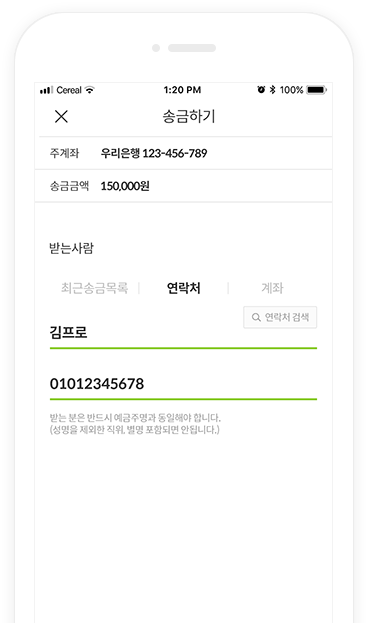 Cereal 1:20 PM 100%
송금하기
주계좌 우리은행 123-456-789
송금금액 150,000원
받는사람
최근송금목록 연락처 계좌
연락처 검색
김프로
01012345678
받는 분은 반드시 예금주명과 동일해야 합니다.
(성명을 제외한 직위, 별명 포함되면 안됩니다.)